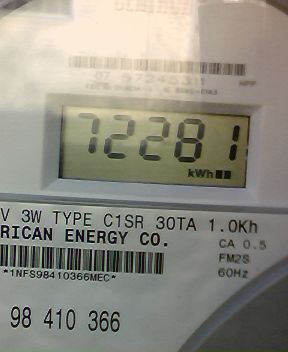 72281
kWh
V 3W TYPE C1SR 30TA 1.0Kh
RICAN ENERGY CO.
CA 0.5
*1NFS98410366MEC*
FM2S
60Hz
98 410 366